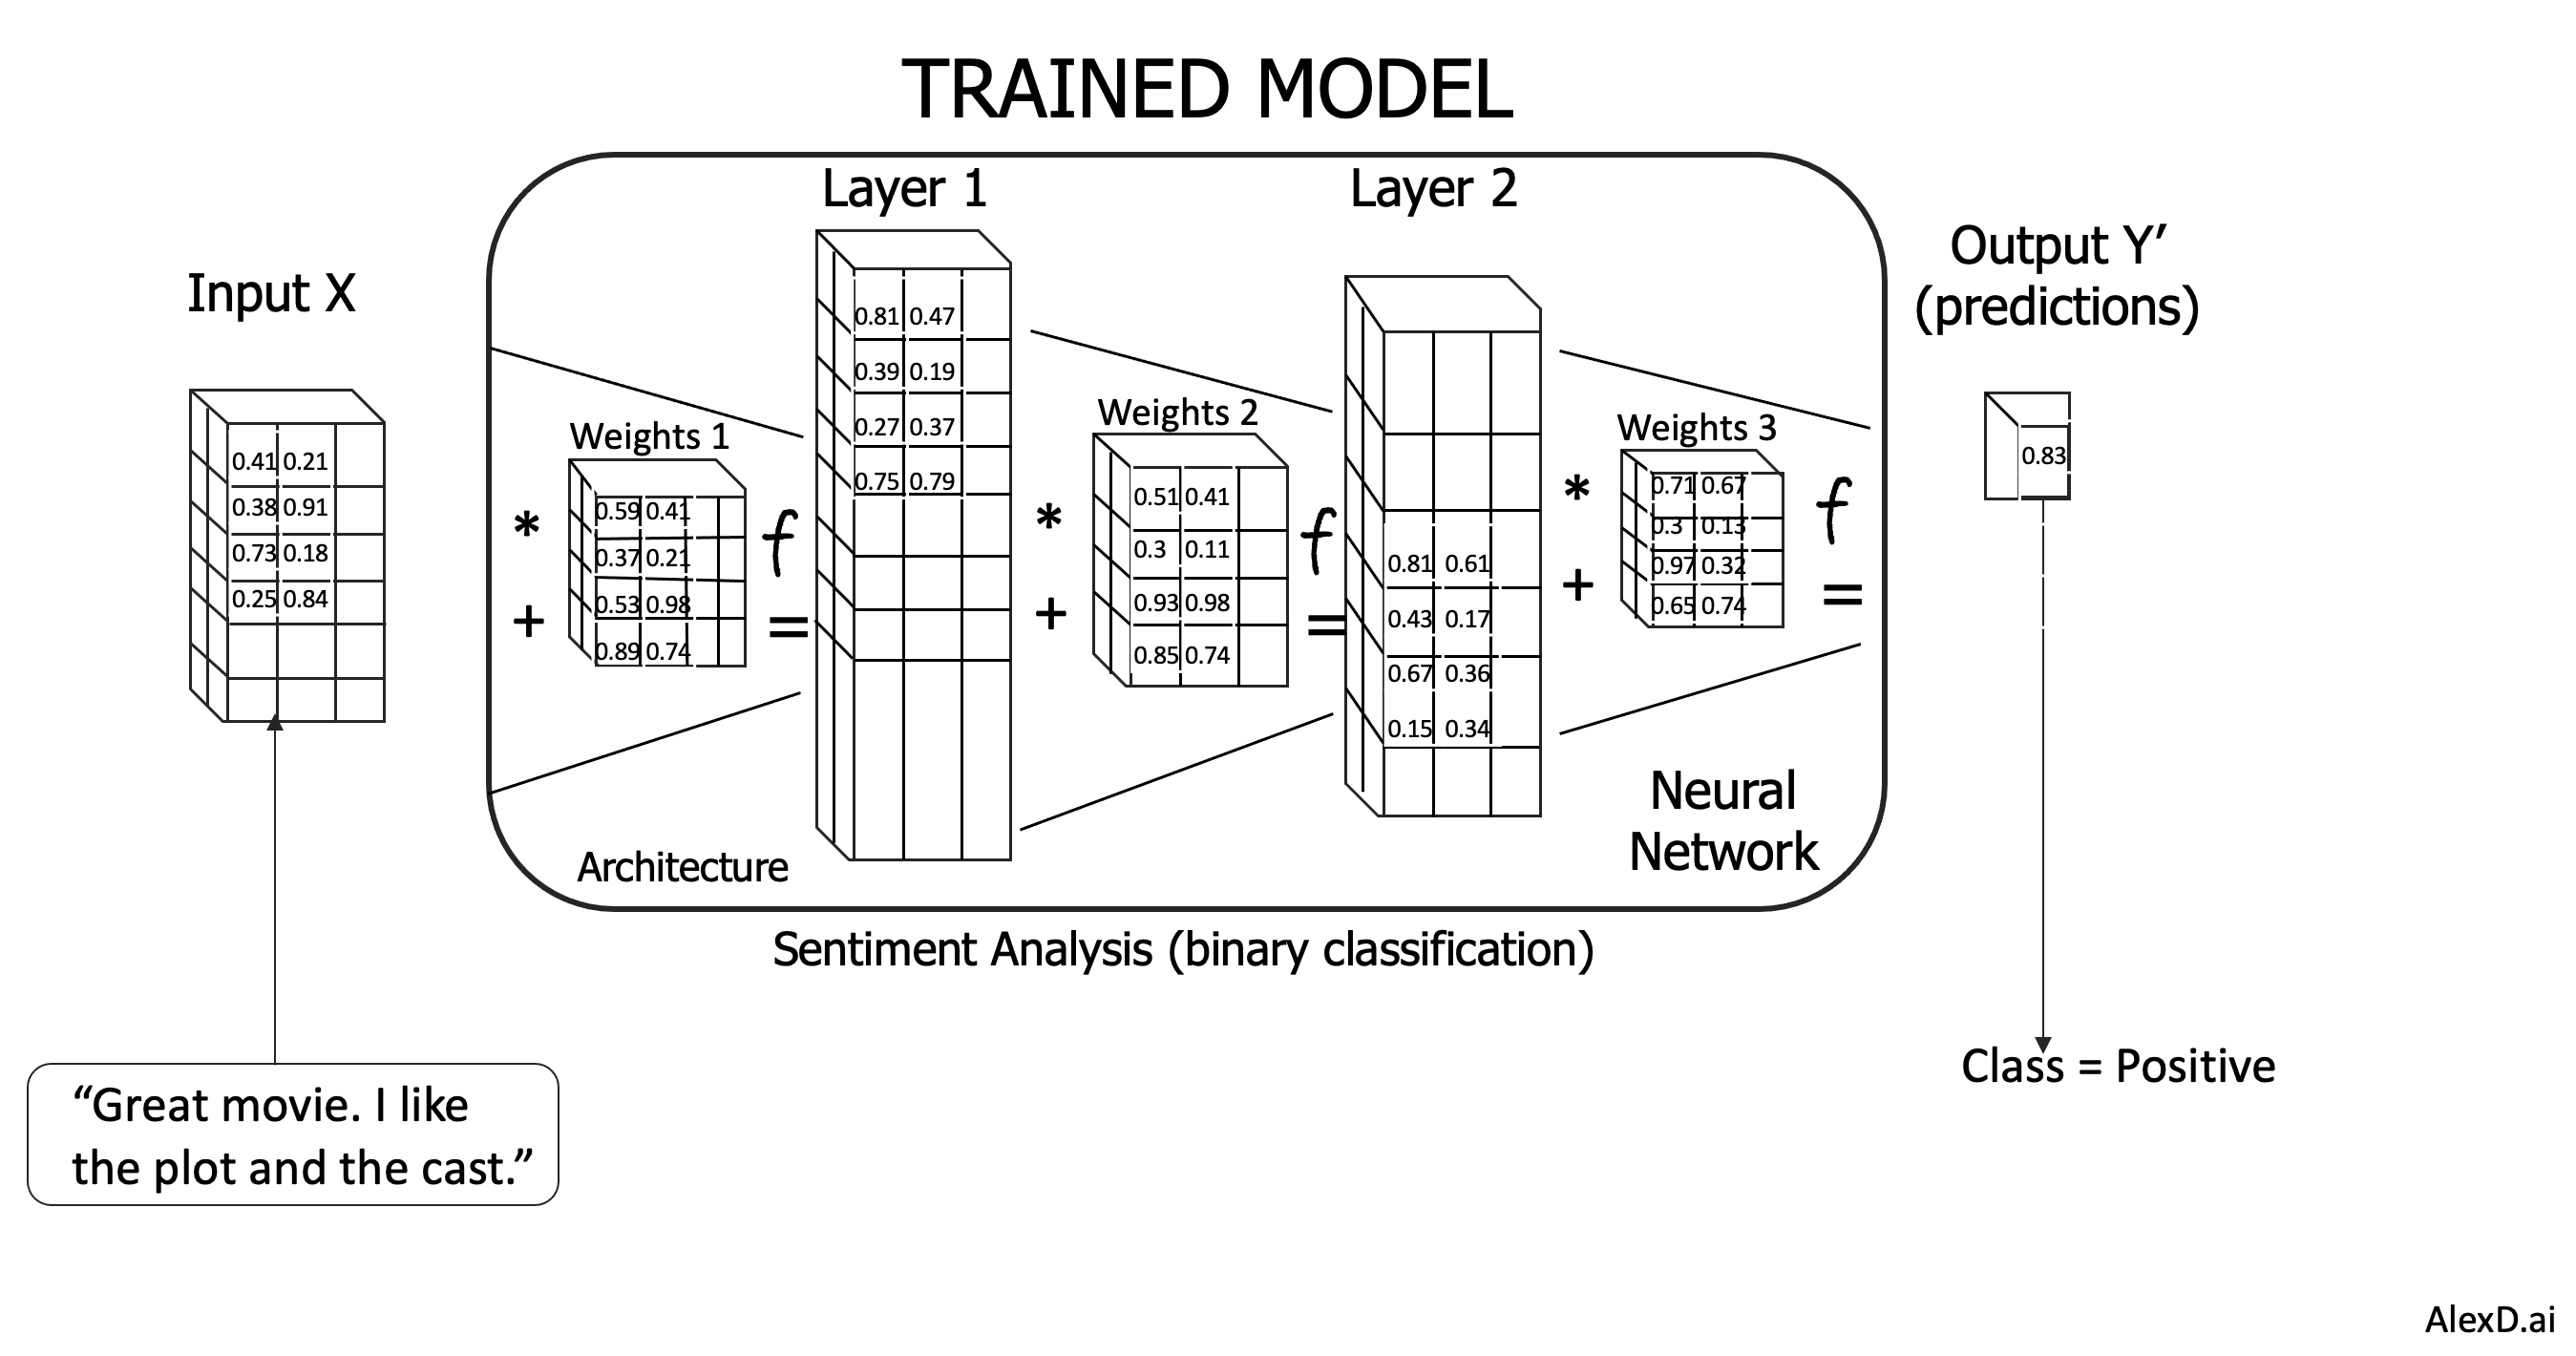 TRAINED MODEL
Layer 1
Layer 2
Input X
Output Y’
(predictions)
0.41 0.21
0.38 0.91
0.73 0.18
0.25 0.84
*
+
Weights 1
0.59 0.41
0.37 0.21
0.53 0.98
0.89 0.74
f
=
0.81 0.47
0.39 0.19
0.27 0.37
0.75 0.79
*
+
Weights 2
0.51 0.41
0.3 0.11
0.93 0.98
0.85 0.74
f
=
0.81 0.61
0.43 0.17
0.67 0.36
0.15 0.34
*
+
Weights 3
0.71 0.67
0.3 0.13
0.97 0.32
0.65 0.74
f
=
0.83
Architecture
Neural
Network
Sentiment Analysis (binary classification)
“Great movie. I like
the plot and the cast.”
Class = Positive
AlexD.ai